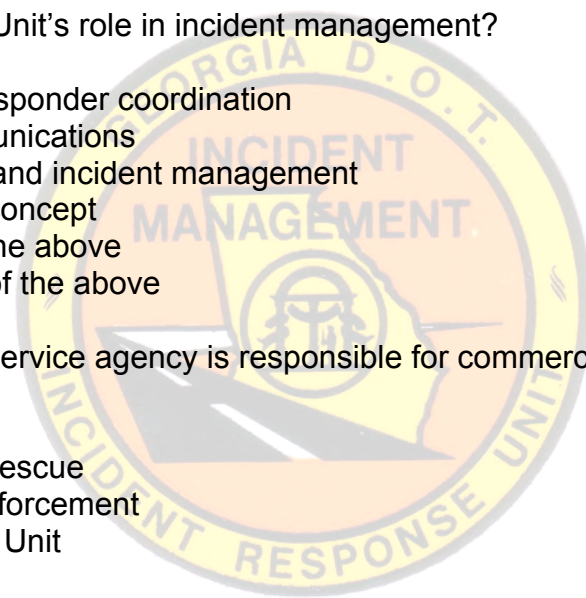 Unit’s role in incident management?
sponder coordination
unications
and incident management
oncept
he above
of the above
ervice agency is responsible for commerc
escue
forcement
Unit
GEORGIA D.O.T.
INCIDENT
MANAGEMENT
INCIDENT RESPONSE UNIT